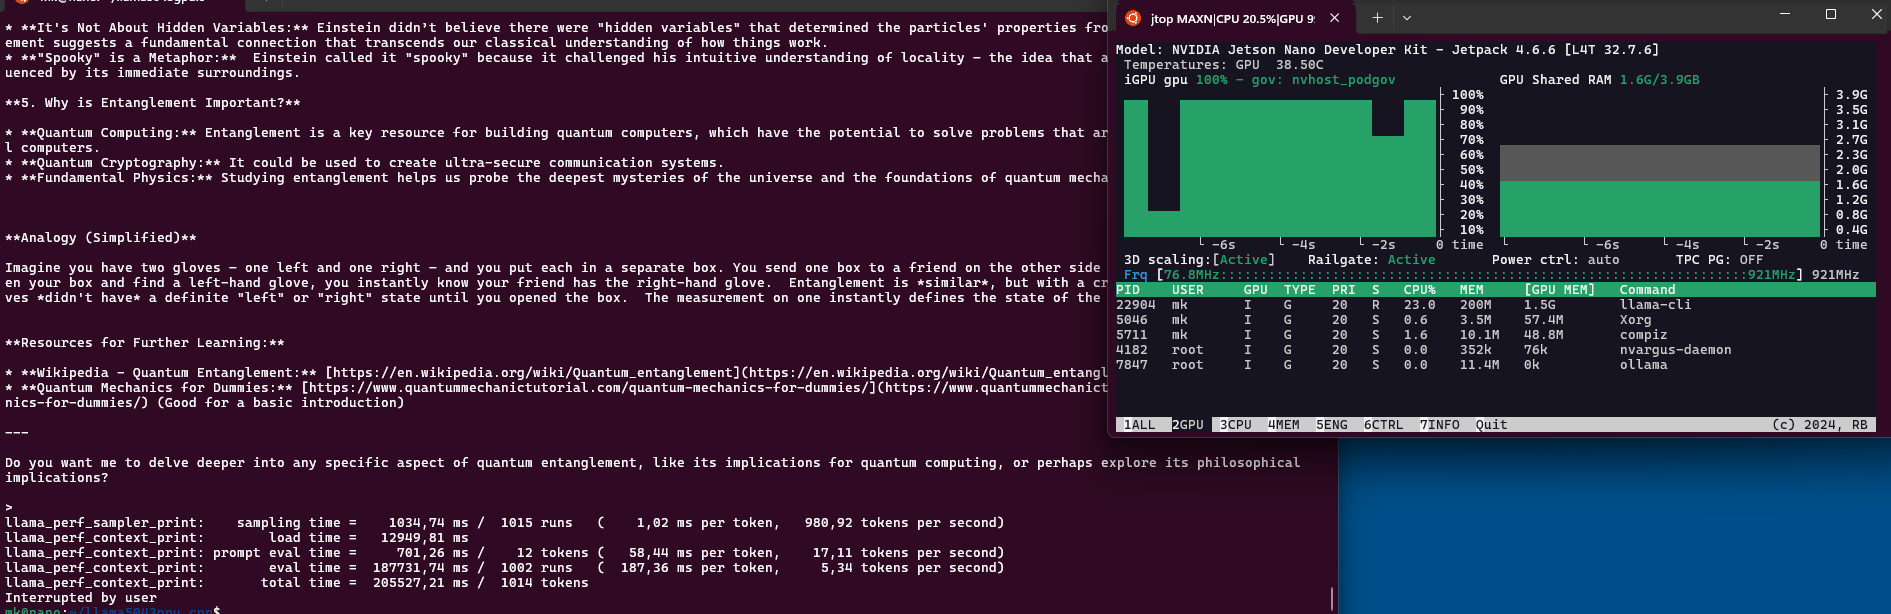 * **It's Not About Hidden Variables:** Einstein didn't believe there were "hidden variables" that determined the particles' properties fro
ement suggests a fundamental connection that transcends our classical understanding of how things work.
* **"Spooky" is a Metaphor:**  Einstein called it "spooky" because it challenged his intuitive understanding of locality – the idea that a
uenced by its immediate surroundings.
**5. Why is Entanglement Important?**
* **Quantum Computing:** Entanglement is a key resource for building quantum computers, which have the potential to solve problems that ar
l computers.
* **Quantum Cryptography:** It could be used to create ultra-secure communication systems.
* **Fundamental Physics:** Studying entanglement helps us probe the deepest mysteries of the universe and the foundations of quantum mecha
**Analogy (Simplified)**
Imagine you have two gloves – one left and one right – and you put each in a separate box. You send one box to a friend on the other side
en your box and find a left-hand glove, you instantly know your friend has the right-hand glove.  Entanglement is *similar*, but with a cr
ves *didn't have* a definite "left" or "right" state until you opened the box.  The measurement on one instantly defines the state of the
**Resources for Further Learning:**
* **Wikipedia – Quantum Entanglement:** [https://en.wikipedia.org/wiki/Quantum_entanglement](https://en.wikipedia.org/wiki/Quantum_entangl
* **Quantum Mechanics for Dummies:** [https://www.quantummechanictutorial.com/quantum-mechanics-for-dummies/](https://www.quantummechanict
nics-for-dummies/) (Good for a basic introduction)
---
Do you want me to delve deeper into any specific aspect of quantum entanglement, like its implications for quantum computing, or perhaps explore its philosophical
implications?
>
llama_perf_sampler_print:    sampling time =    1034,74 ms /  1015 runs   (    1,02 ms per token,   980,92 tokens per second)
llama_perf_context_print:        load time =   12949,81 ms
llama_perf_context_print: prompt eval time =     701,26 ms /    12 tokens (   58,44 ms per token,    17,11 tokens per second)
llama_perf_context_print:        eval time =  187731,74 ms /  1002 runs   (  187,36 ms per token,     5,34 tokens per second)
llama_perf_context_print:       total time =  205527,21 ms /  1014 tokens
Interrupted by user
mk@nano:~/llama5043gpu.cpp$
jtop MAXN|CPU 20.5%|GPU 9
Model: NVIDIA Jetson Nano Developer Kit - Jetpack 4.6.6 [L4T 32.7.6]
Temperatures: GPU  38.50C
iGPU gpu 100% - gov: nvhost_podgov
GPU Shared RAM 1.6G/3.9GB
100%
90%
80%
70%
60%
50%
40%
30%
20%
10%
-6s -4s -2s 0 time
3.9G
3.5G
3.1G
2.7G
2.3G
2.0G
1.6G
1.2G
0.8G
0.4G
-6s -4s -2s 0 time
3D scaling:[Active]    Railgate: Active       Power ctrl: auto       TPC PG: OFF
Frq [76.8MHz::::::::::::::::::::::::::::::::::::::::::::::::::::::::::::::::::921MHz] 921MHz
PID    USER     GPU  TYPE  PRI  S   CPU%   MEM     [GPU MEM]   Command
22904  mk       I    G     20   R   23.0   200M    1.5G        llama-cli
5046   mk       I    G     20   S   0.6    3.5M    57.4M       Xorg
5711   mk       I    G     20   S   1.6    10.1M   48.8M       compiz
4182   root     I    G     20   S   0.0    352k    76k         nvargus-daemon
7847   root     I    G     20   S   0.0    11.4M   0k          ollama
1ALL  2GPU  3CPU  4MEM  5ENG  6CTRL  7INFO  Quit  (c) 2024, RB